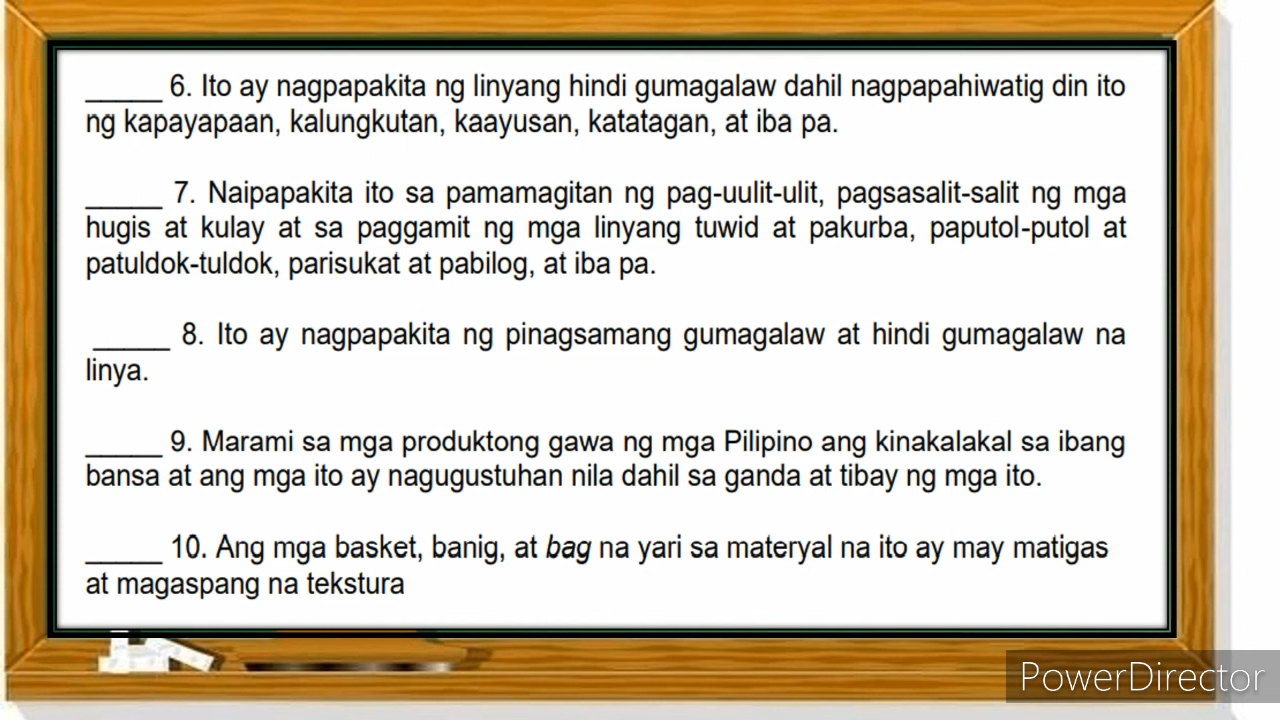 _____ 6. Ito ay nagpapakita ng linyang hindi gumagalaw dahil nagpapahiwatig din ito
ng kapayapaan, kalungkutan, kaayusan, katatagan, at iba pa.
_____ 7. Naipapakita ito sa pamamagitan ng pag-uulit-ulit, pagsasalit-salit ng mga
hugis at kulay at sa paggamit ng mga linyang tuwid at pakurba, paputol-putol at
patuldok-tuldok, parisukat at pabilog, at iba pa.
_____ 8. Ito ay nagpapakita ng pinagsamang gumagalaw at hindi gumagalaw na
linya.
_____ 9. Marami sa mga produktong gawa ng mga Pilipino ang kinakalakal sa ibang
bansa at ang mga ito ay nagugustuhan nila dahil sa ganda at tibay ng mga ito.
_____ 10. Ang mga basket, banig, at bag na yari sa materyal na ito ay may matigas
at magaspang na tekstura
PowerDirector